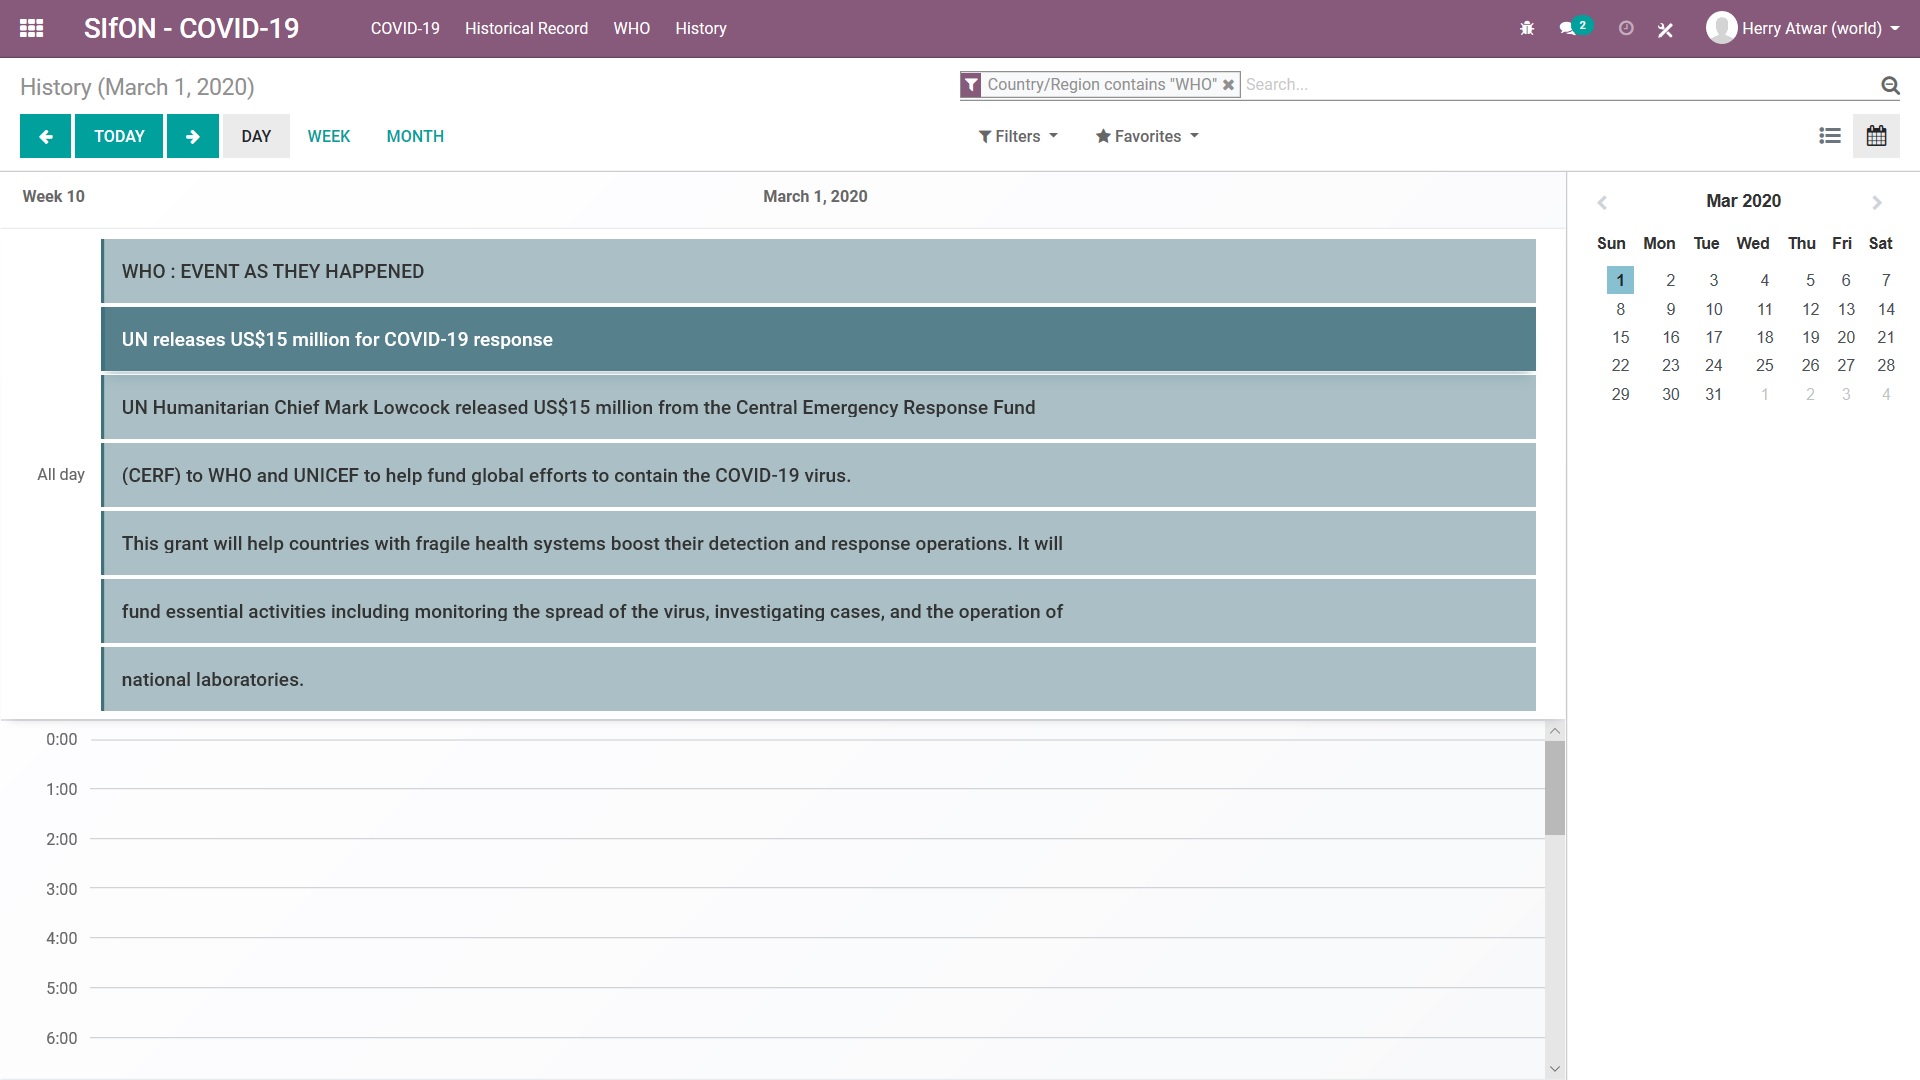 SIfON - COVID-19
COVID-19 Historical Record WHO History
2
Herry Atwar (world)
History (March 1, 2020)
Country/Region contains "WHO" Search...
TODAY DAY WEEK MONTH
Filters Favorites
Week 10 March 1, 2020
All day
WHO : EVENT AS THEY HAPPENED
UN releases US$15 million for COVID-19 response
UN Humanitarian Chief Mark Lowcock released US$15 million from the Central Emergency Response Fund
(CERF) to WHO and UNICEF to help fund global efforts to contain the COVID-19 virus.
This grant will help countries with fragile health systems boost their detection and response operations. It will
fund essential activities including monitoring the spread of the virus, investigating cases, and the operation of
national laboratories.
0:00
1:00
2:00
3:00
4:00
5:00
6:00
Mar 2020
Sun Mon Tue Wed Thu Fri Sat
1 2 3 4 5 6 7
8 9 10 11 12 13 14
15 16 17 18 19 20 21
22 23 24 25 26 27 28
29 30 31 1 2 3 4